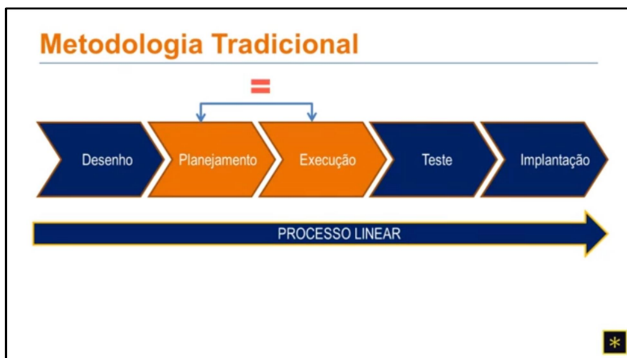 Metodologia Tradicional
=
Desenho
Planejamento
Execução
Teste
Implantação
PROCESSO LINEAR
*